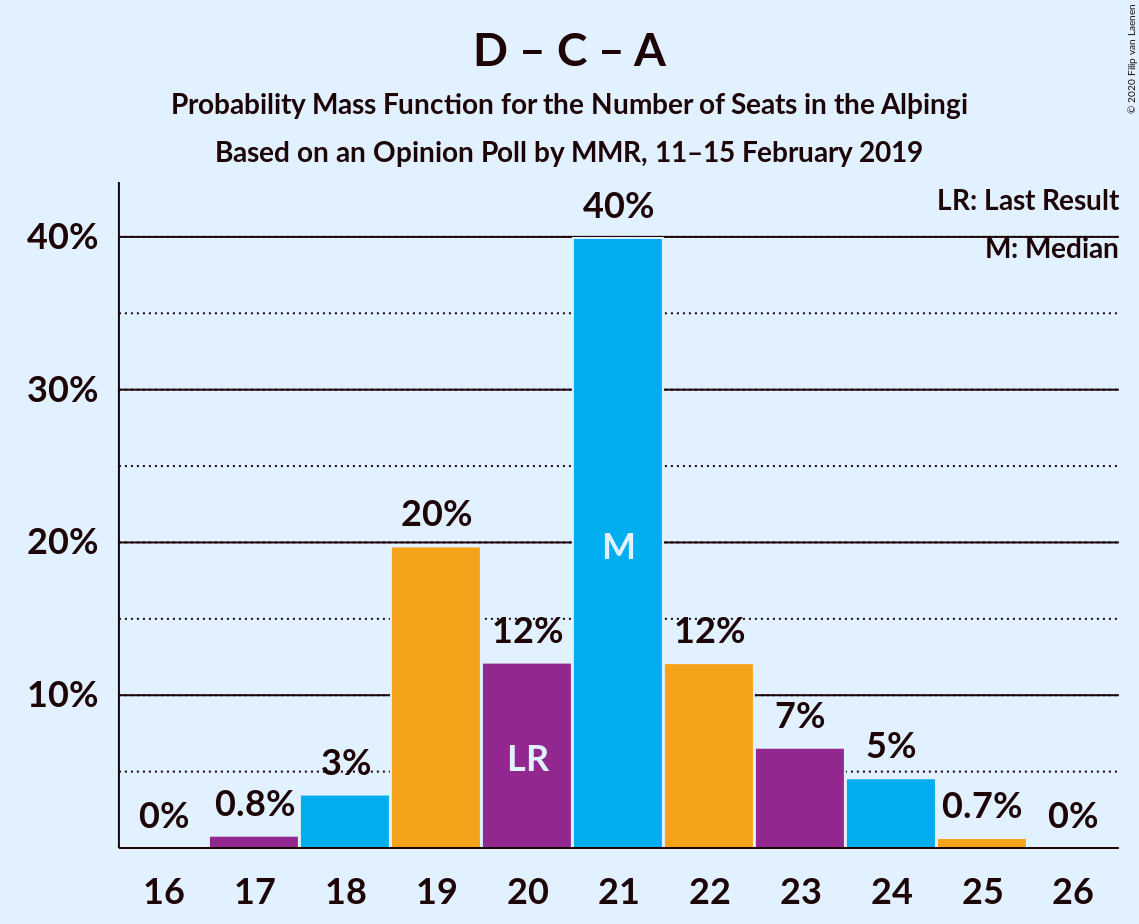 D – C – A
Probability Mass Function for the Number of Seats in the Alþingi
Based on an Opinion Poll by MMR, 11–15 February 2019
© 2020 Filip van Laenen
LR: Last Result
M: Median
40%
30%
20%
10%
0%
0.8%
3%
20%
12%
40%
12%
7%
5%
0.7%
0%
LR
M
16 17 18 19 20 21 22 23 24 25 26